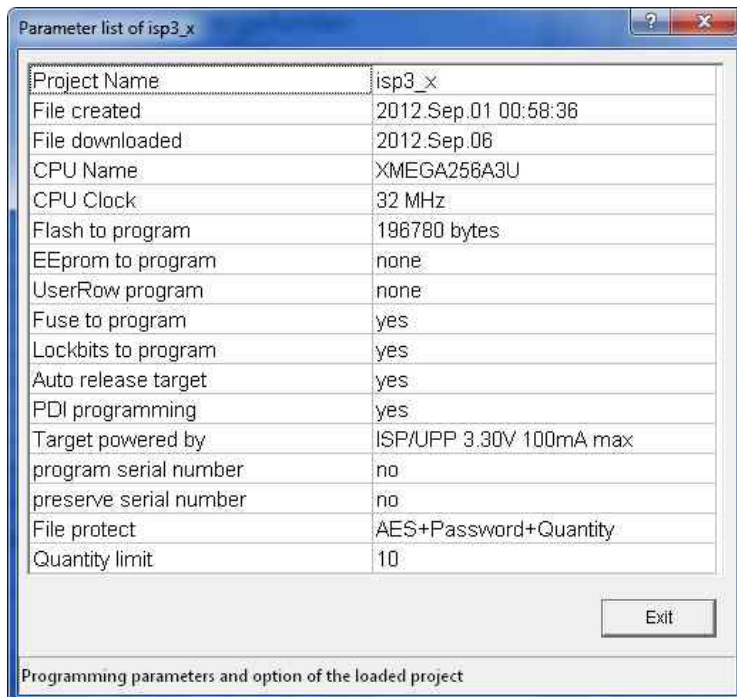 Parameter list of isp3_x
Project Name isp3_x
File created 2012.Sep.01 00:58:36
File downloaded 2012.Sep.06
CPU Name XMEGA256A3U
CPU Clock 32 MHz
Flash to program 196780 bytes
EEprom to program none
UserRow program none
Fuse to program yes
Lockbits to program yes
Auto release target yes
PDI programming yes
Target powered by ISP/UPP 3.30V 100mA max
program serial number no
preserve serial number no
File protect AES+Password+Quantity
Quantity limit 10
Exit
Programming parameters and option of the loaded project